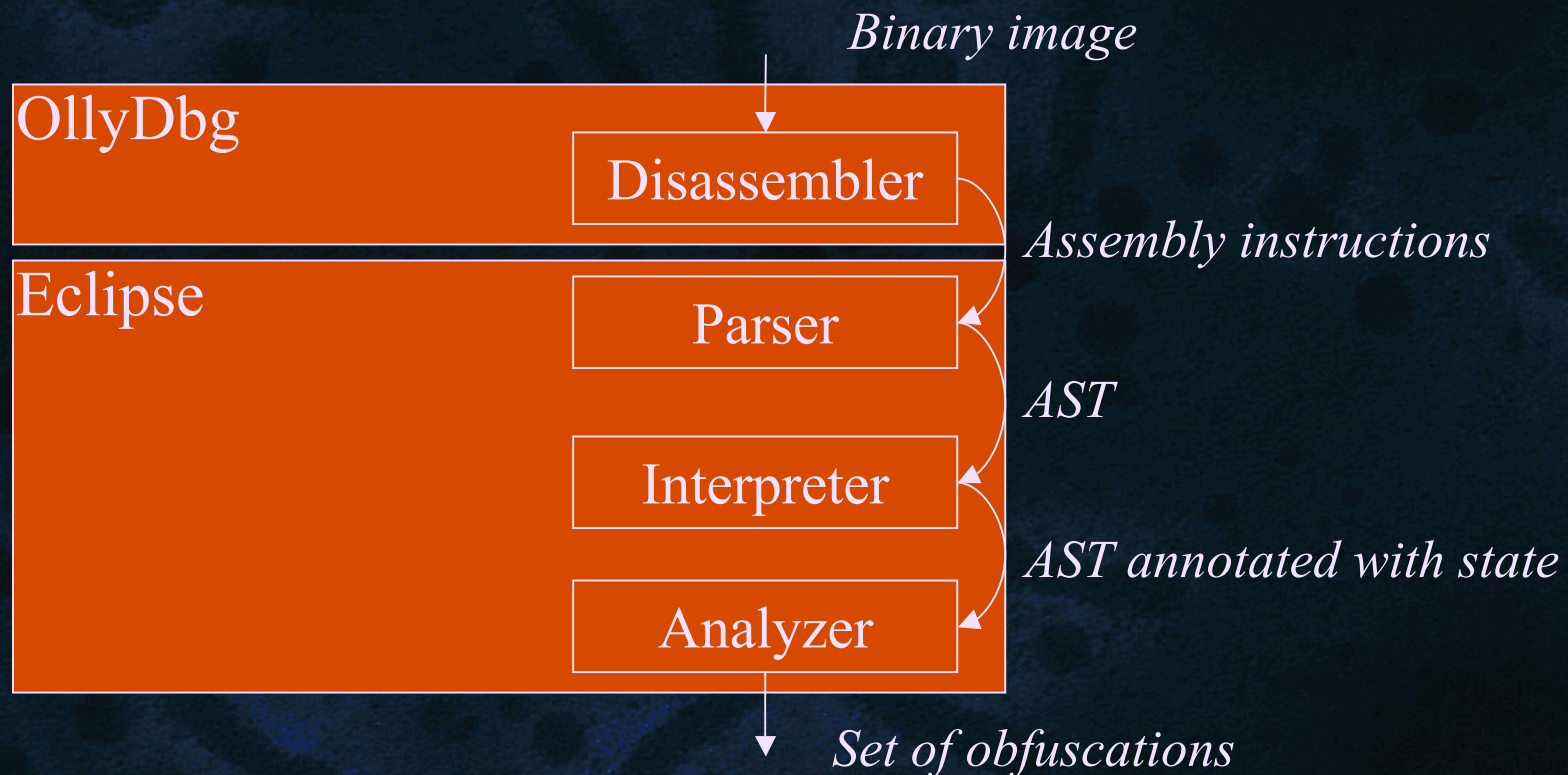 Binary image
OllyDbg
Disassembler
Assembly instructions
Eclipse
Parser
AST
Interpreter
AST annotated with state
Analyzer
Set of obfuscations